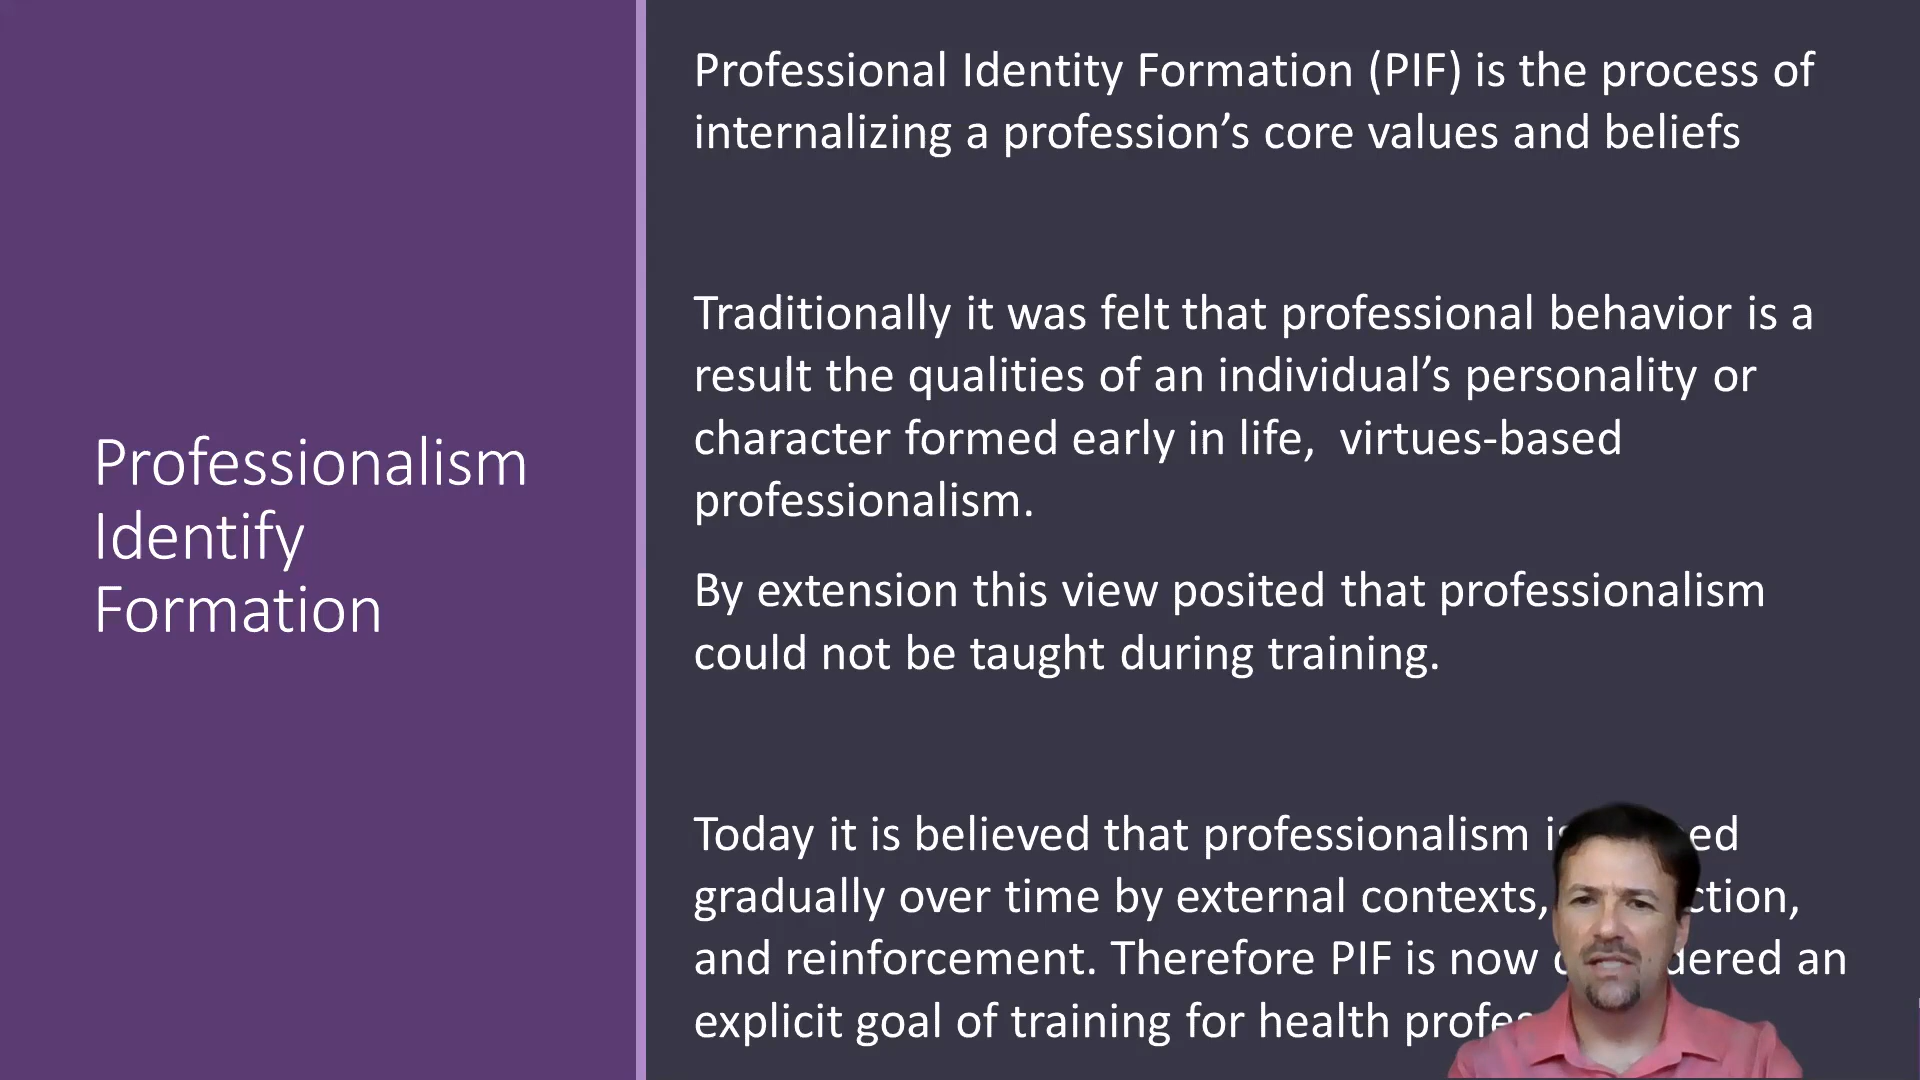 Professionalism
Identify
Formation
Professional Identity Formation (PIF) is the process of
internalizing a profession’s core values and beliefs
Traditionally it was felt that professional behavior is a
result the qualities of an individual’s personality or
character formed early in life,  virtues-based
professionalism.
By extension this view posited that professionalism
could not be taught during training.
Today it is believed that professionalism
gradually over time by external contexts,
and reinforcement. Therefore PIF is now an
explicit goal of training for health